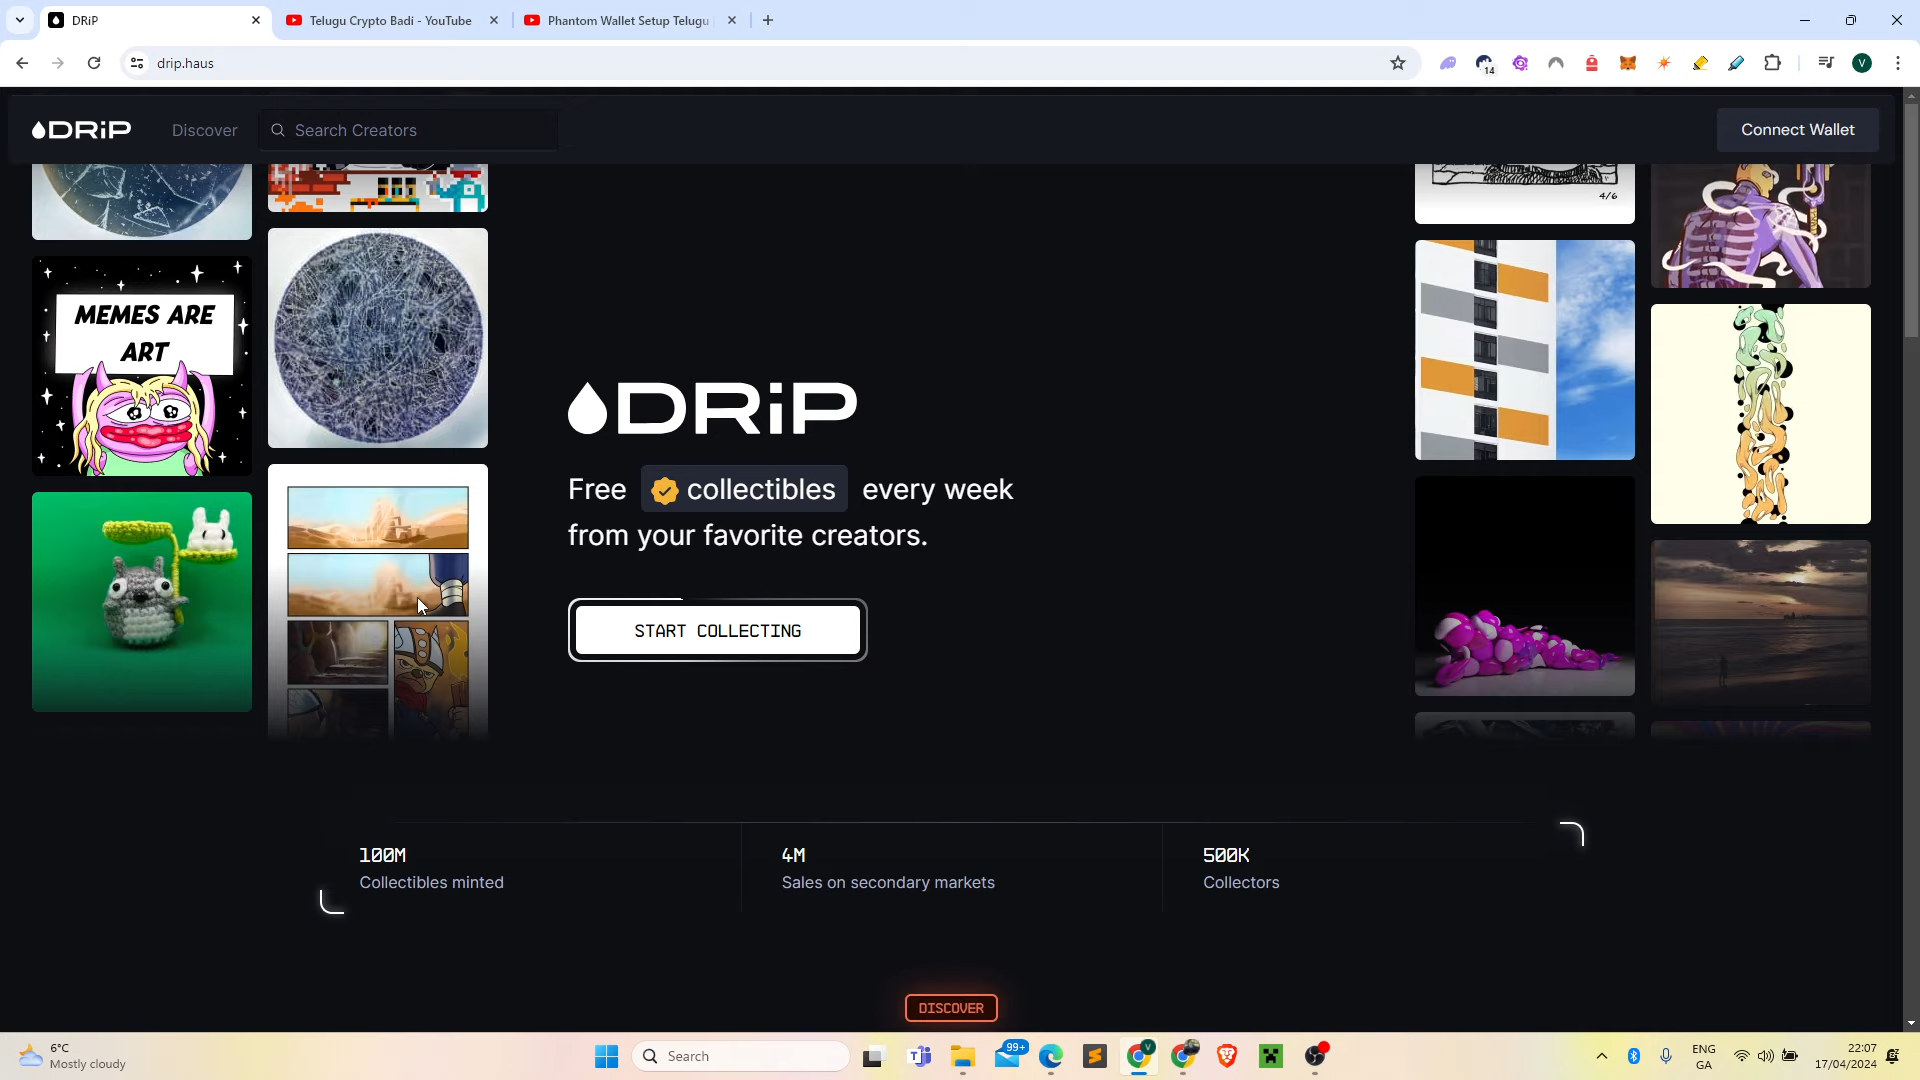 DRiP
Telugu Crypto Badi - YouTube
Phantom Wallet Setup Telugu
drip.haus
14
V
DRiP
Discover
Search Creators
Connect Wallet
4/6
MEMES ARE
ART
DRiP
Free collectibles every week
from your favorite creators.
START COLLECTING
100M
Collectibles minted
4M
Sales on secondary markets
500K
Collectors
DISCOVER
6°C
Mostly cloudy
Search
99+
V
ENG
GA
22:07
17/04/2024